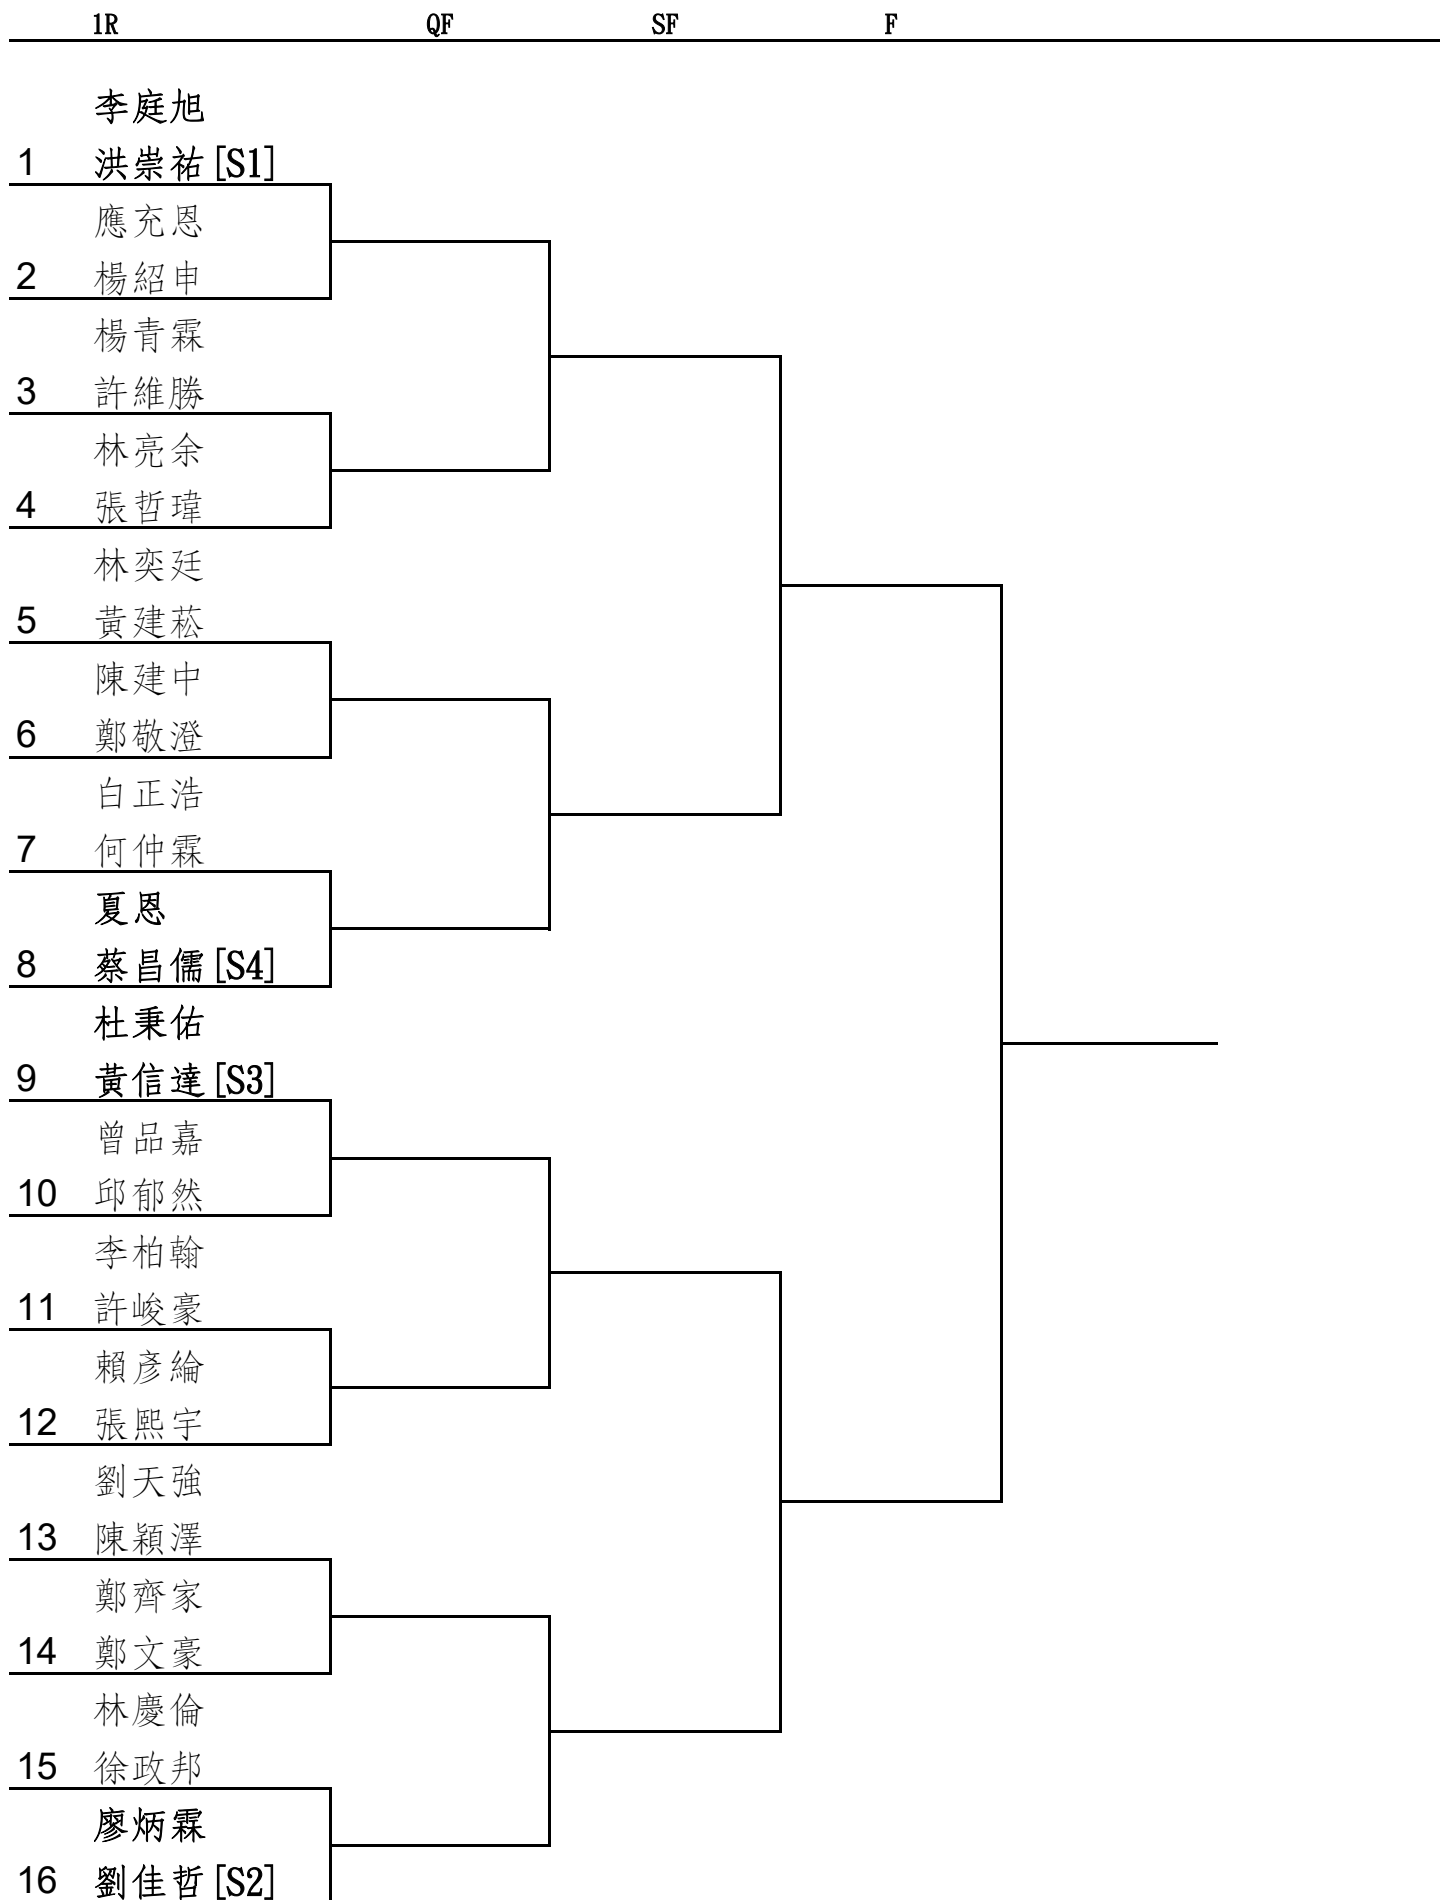 1R QF SF F
李庭旭
1 洪崇祐[S1]
應充恩
2 楊紹申
楊青霖
3 許維勝
林亮余
4 張哲瑋
林奕廷
5 黃建菘
陳建中
6 鄭敬澄
白正浩
7 何仲霖
夏恩
8 蔡昌儒[S4]
杜秉佑
9 黃信達[S3]
曾品嘉
10 邱郁然
李柏翰
11 許峻豪
賴彥綸
12 張熙宇
劉天強
13 陳穎澤
鄭齊家
14 鄭文豪
林慶倫
15 徐政邦
廖炳霖
16 劉佳哲[S2]